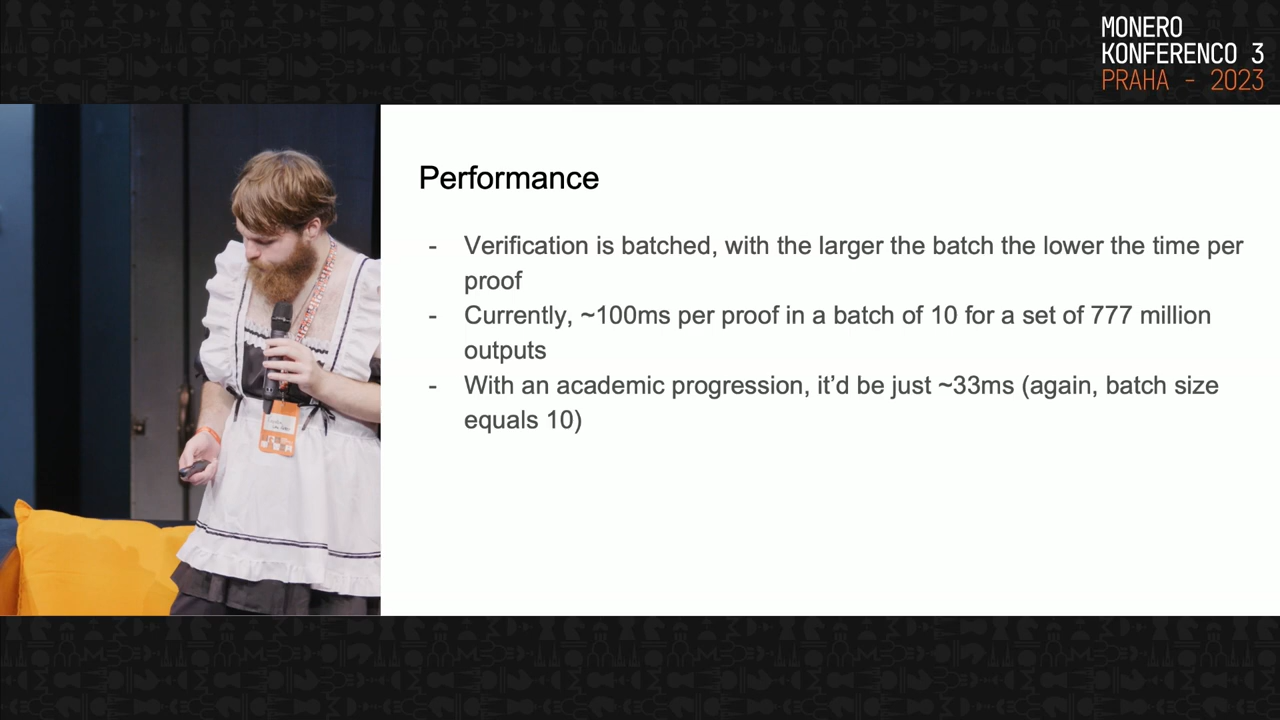 MONERO
KONFERENCO 3
PRAHA - 2023
Performance
- Verification is batched, with the larger the batch the lower the time per
proof
- Currently, ~100ms per proof in a batch of 10 for a set of 777 million
outputs
- With an academic progression, it’d be just ~33ms (again, batch size
equals 10)